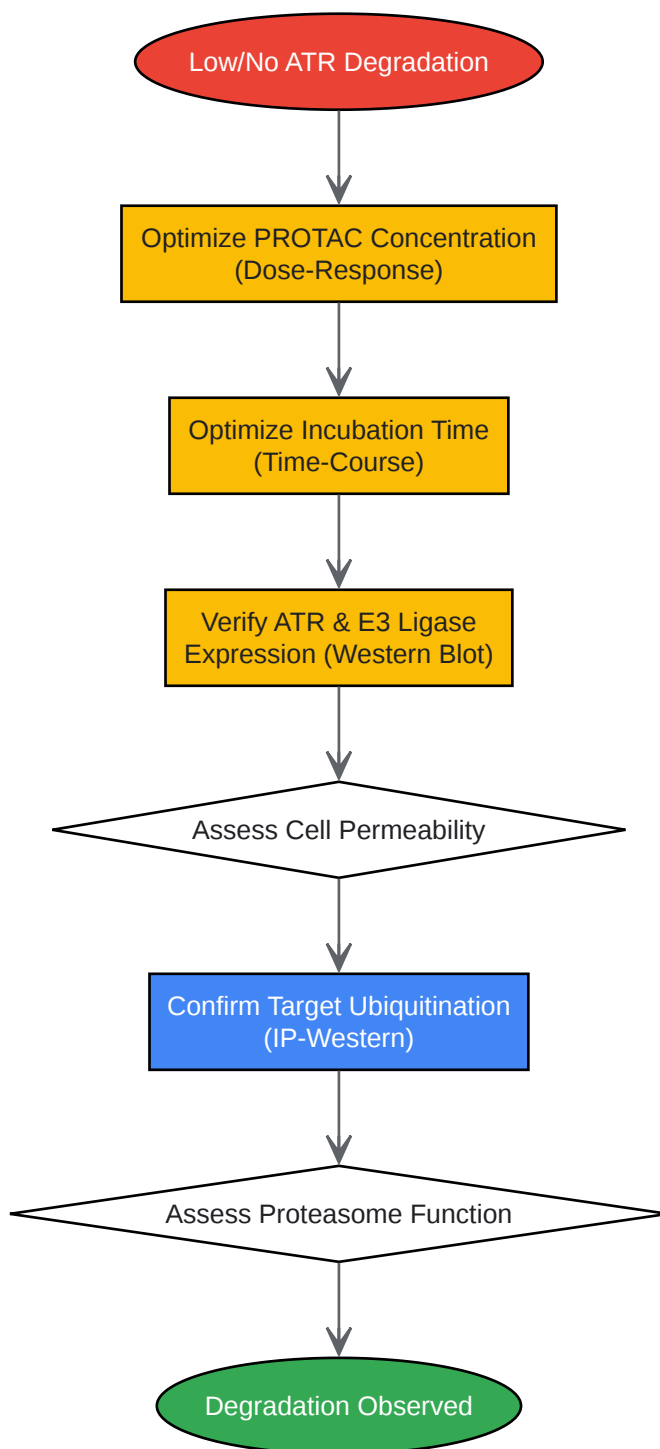 Low/No ATR Degradation
Optimize PROTAC Concentration
(Dose-Response)
Optimize Incubation Time
(Time-Course)
Verify ATR & E3 Ligase
Expression (Western Blot)
Assess Cell Permeability
Confirm Target Ubiquitination
(IP-Western)
Assess Proteasome Function
Degradation Observed